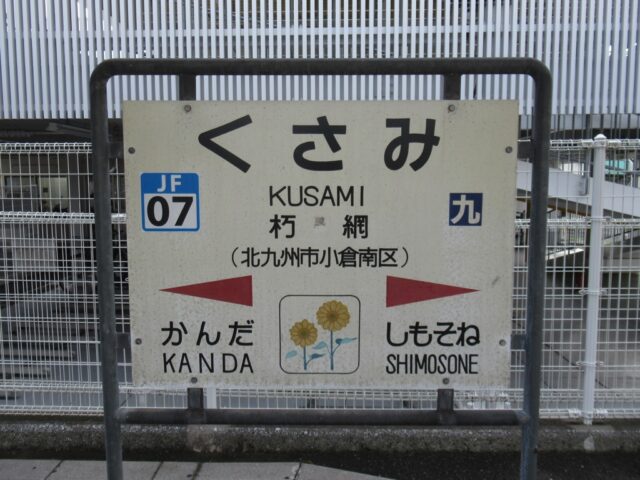 くさみ
JF
07
KUSAMI
九
朽網
(北九州市小倉南区)
かんだ
しもそね
KANDA
SHIMOSONE